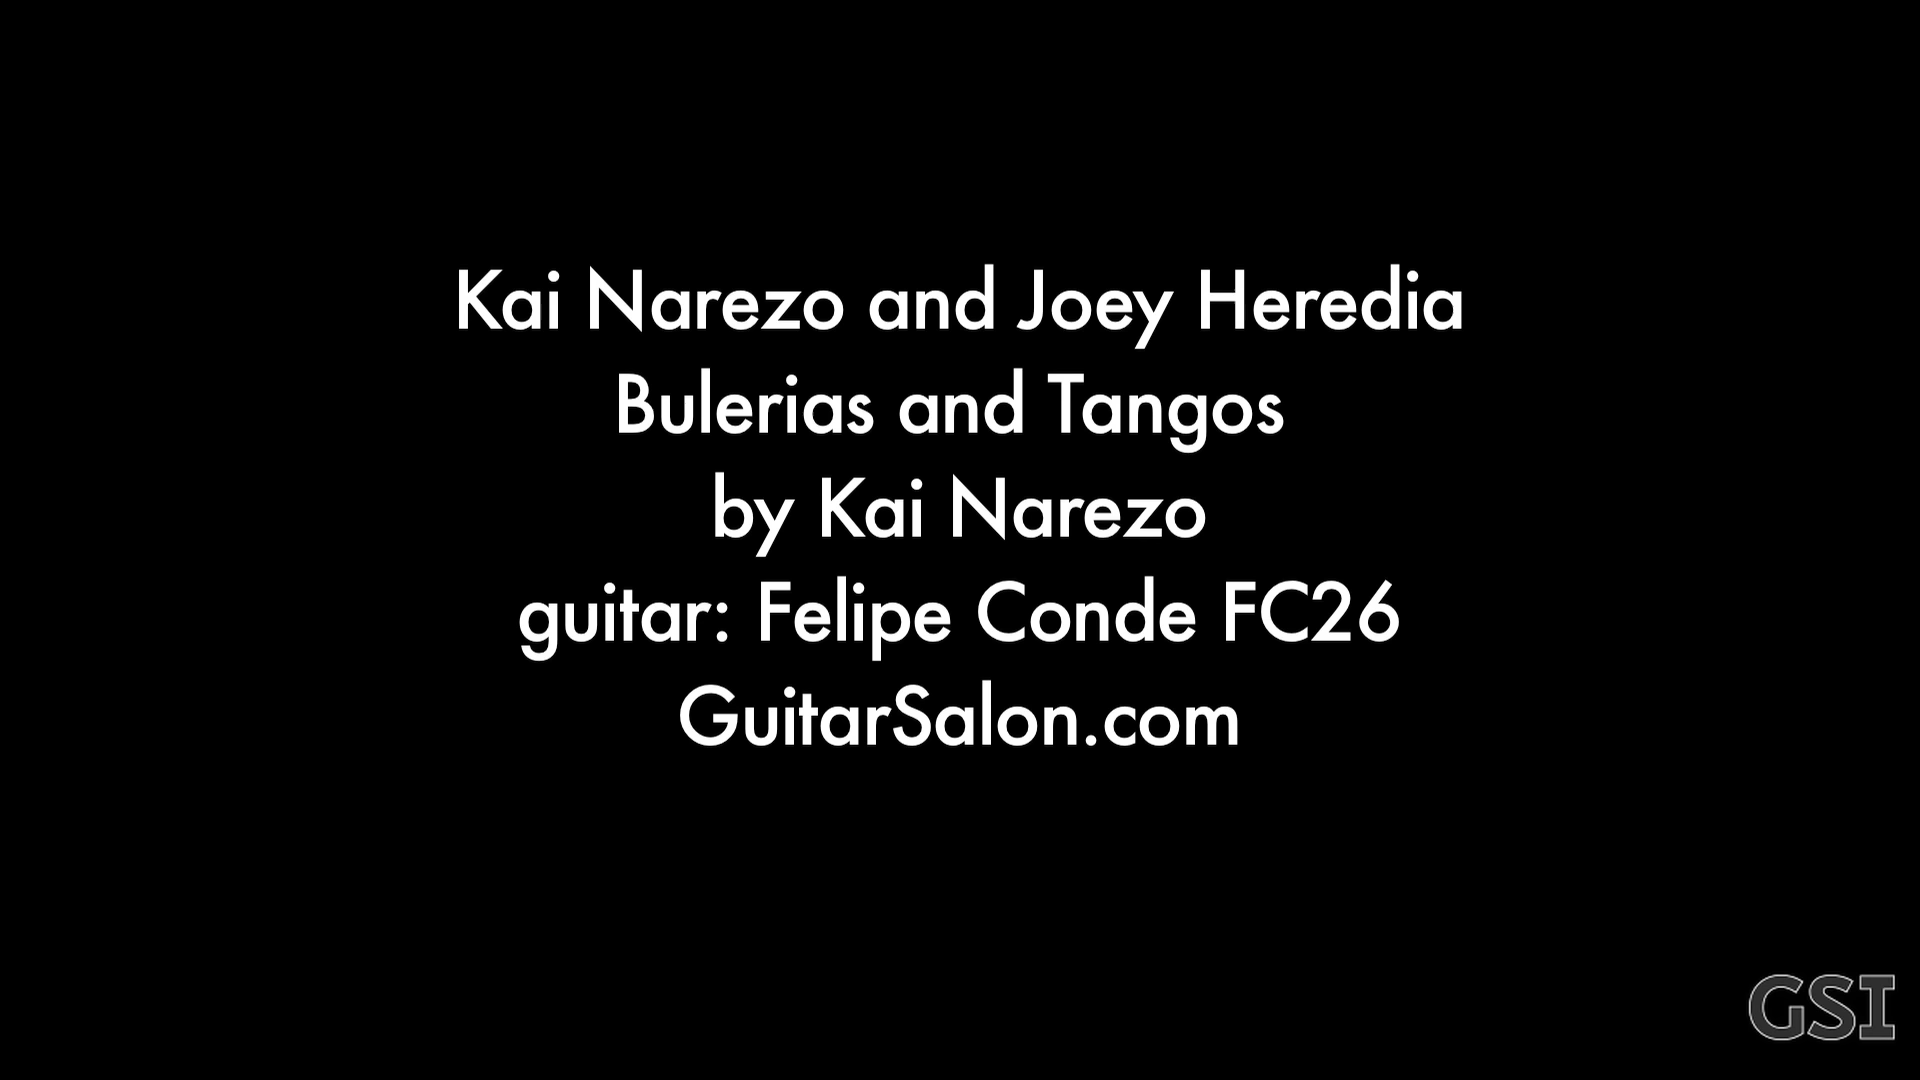 Kai Narezo and Joey Heredia
Bulerias and Tangos
by Kai Narezo
guitar: Felipe Conde FC26
GuitarSalon.com
GSI